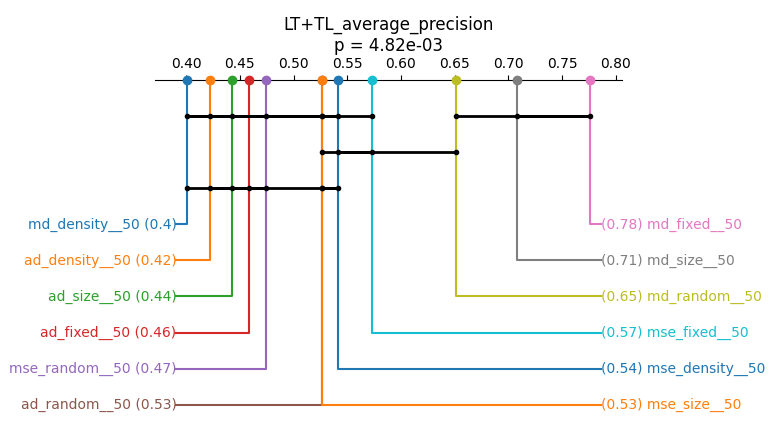 LT+TL_average_precision
p = 4.82e-03
0.40 0.45 0.50 0.55 0.60 0.65 0.70 0.75 0.80
md_density__50 (0.4) (0.78) md_fixed__50
ad_density__50 (0.42) (0.71) md_size__50
ad_size__50 (0.44) (0.65) md_random__50
ad_fixed__50 (0.46) (0.57) mse_fixed__50
mse_random__50 (0.47) (0.54) mse_density__50
ad_random__50 (0.53) (0.53) mse_size__50